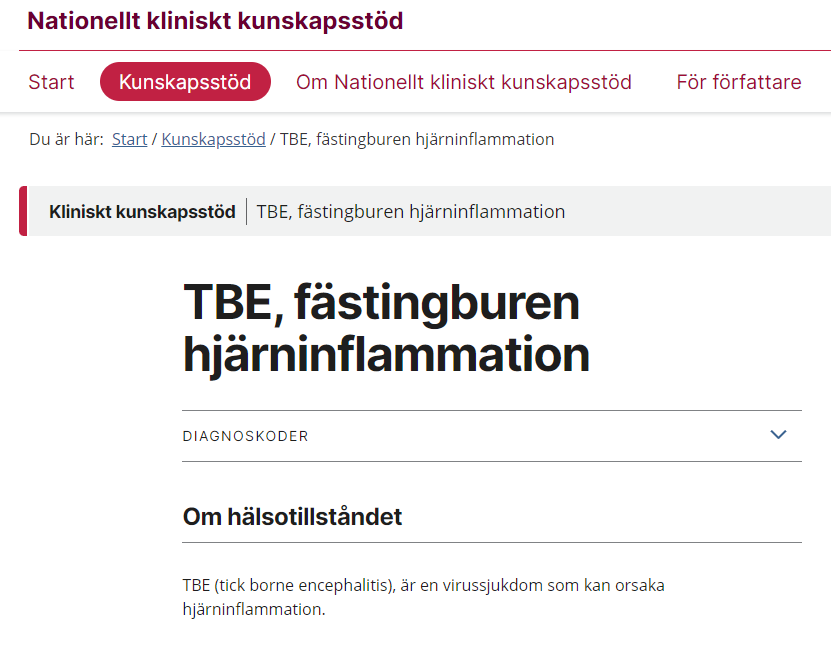 Nationellt kliniskt kunskapsstöd
Start Kunskapsstöd Om Nationellt kliniskt kunskapsstöd För författare
Du är här: Start / Kunskapsstöd / TBE, fästingburen hjärninflammation
Kliniskt kunskapsstöd TBE, fästingburen hjärninflammation
TBE, fästingburen
hjärninflammation
DIAGNOSKODER
Om hälsotillståndet
TBE (tick borne encephalitis), är en virussjukdom som kan orsaka
hjärninflammation.